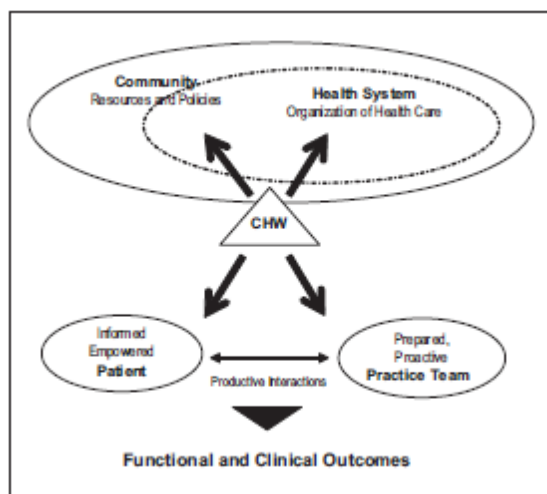 Community
Resources and Policies
Health System
Organization of Health Care
CHW
Informed
Empowered
Patient
Prepared,
Proactive
Practice Team
Productive Interactions
Functional and Clinical Outcomes